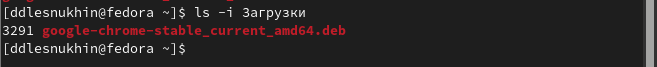 [ddlesnukhin@fedora ~]$ ls -i Загрузки
3291 google-chrome-stable_current_amd64.deb
[ddlesnukhin@fedora ~]$